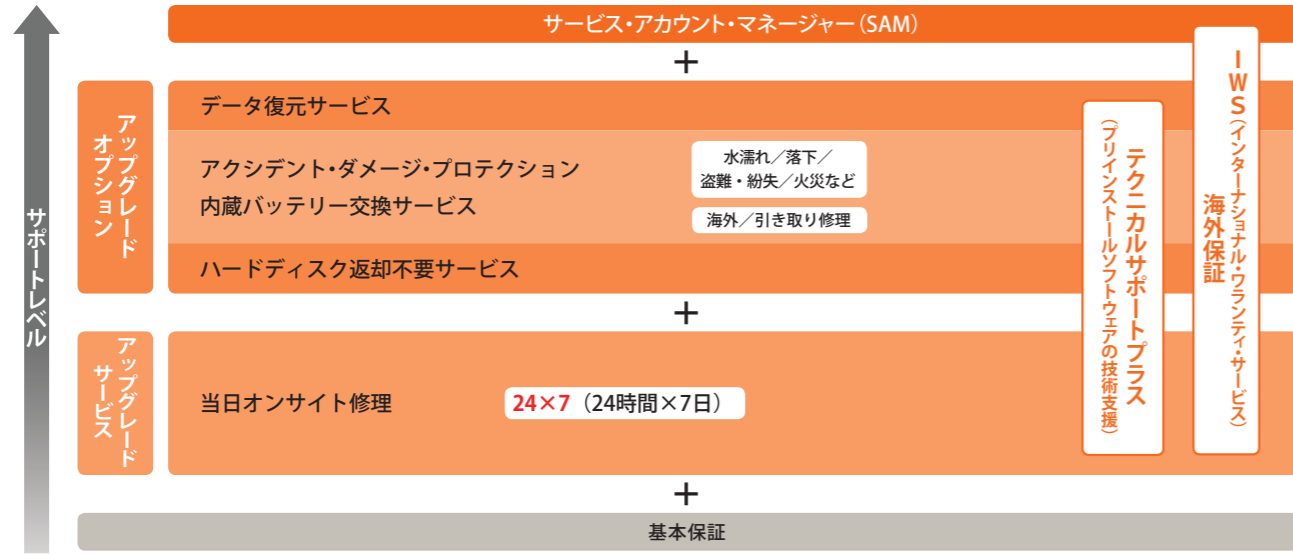 サービス・アカウント・マネージャー（SAM）
＋
サポートレベル
アップグレード
オプション
データ復元サービス
アクシデント・ダメージ・プロテクション
内蔵バッテリー交換サービス
水濡れ／落下／
盗難・紛失／火災など
海外／引き取り修理
ハードディスク返却不要サービス
＋
アップグレード
サービス
当日オンサイト修理
24×7（24時間×7日）
テクニカルサポートプラス
（プリインストールソフトウェアの技術支援）
IWS（インターナショナル・ワランティ・サービス）
海外保証
＋
基本保証